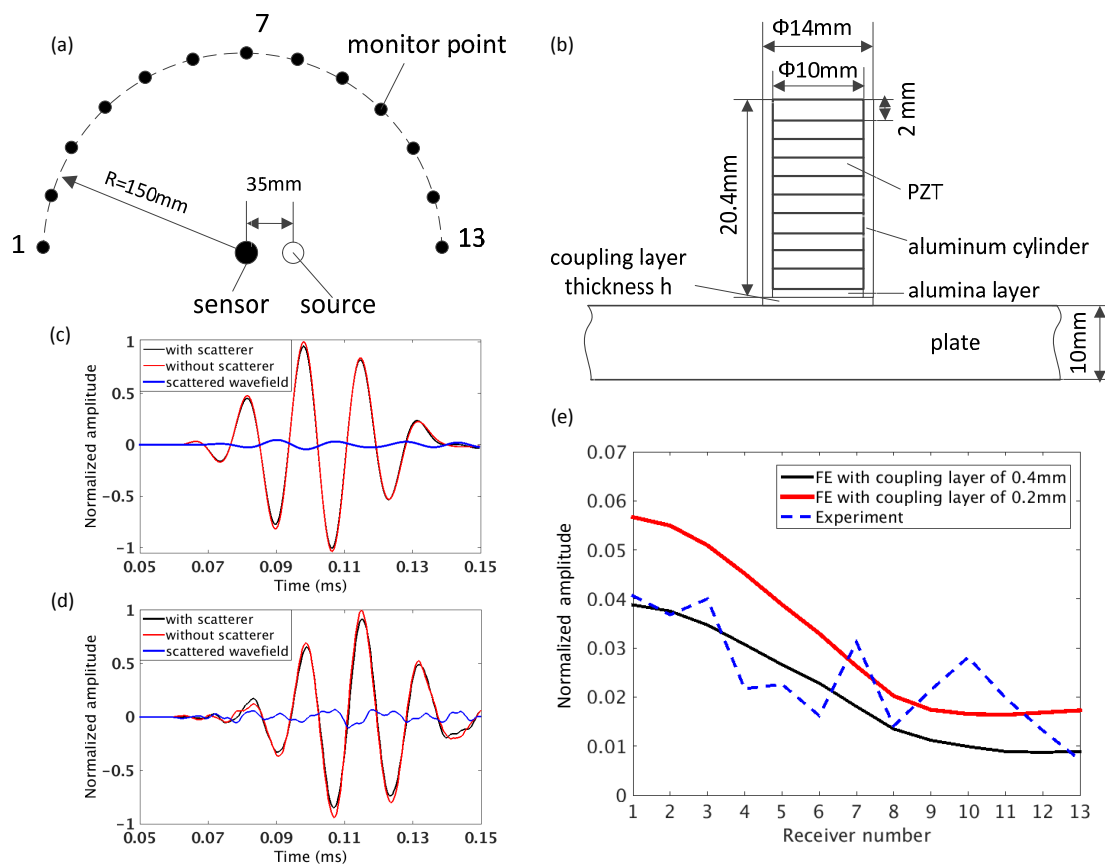 (a)
7
monitor point
R=150mm
35mm
1
13
sensor
source
(b)
Φ14mm
Φ10mm
2 mm
20.4mm
PZT
aluminum cylinder
coupling layer
thickness h
alumina layer
plate
10mm
(c)
with scatterer
without scatterer
scattered wavefield
Normalized amplitude
1
0.5
0
-0.5
-1
0.05
0.07
0.09
0.11
0.13
0.15
Time (ms)
(d)
with scatterer
without scatterer
scattered wavefield
Normalized amplitude
1
0.5
0
-0.5
-1
0.05
0.07
0.09
0.11
0.13
0.15
Time (ms)
(e)
FE with coupling layer of 0.4mm
FE with coupling layer of 0.2mm
Experiment
Normalized amplitude
0.07
0.06
0.05
0.04
0.03
0.02
0.01
0
1 2 3 4 5 6 7 8 9 10 11 12 13
Receiver number